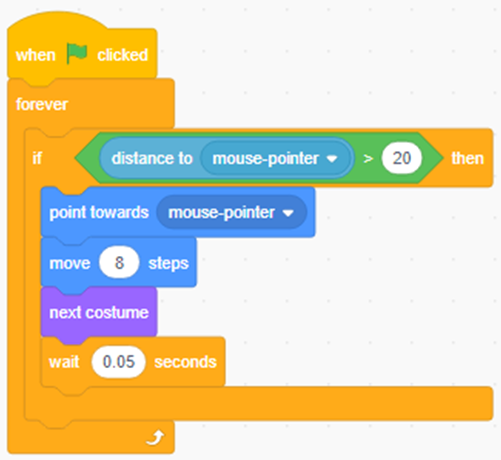 when clicked
forever
if distance to mouse-pointer > 20 then
point towards mouse-pointer
move 8 steps
next costume
wait 0.05 seconds